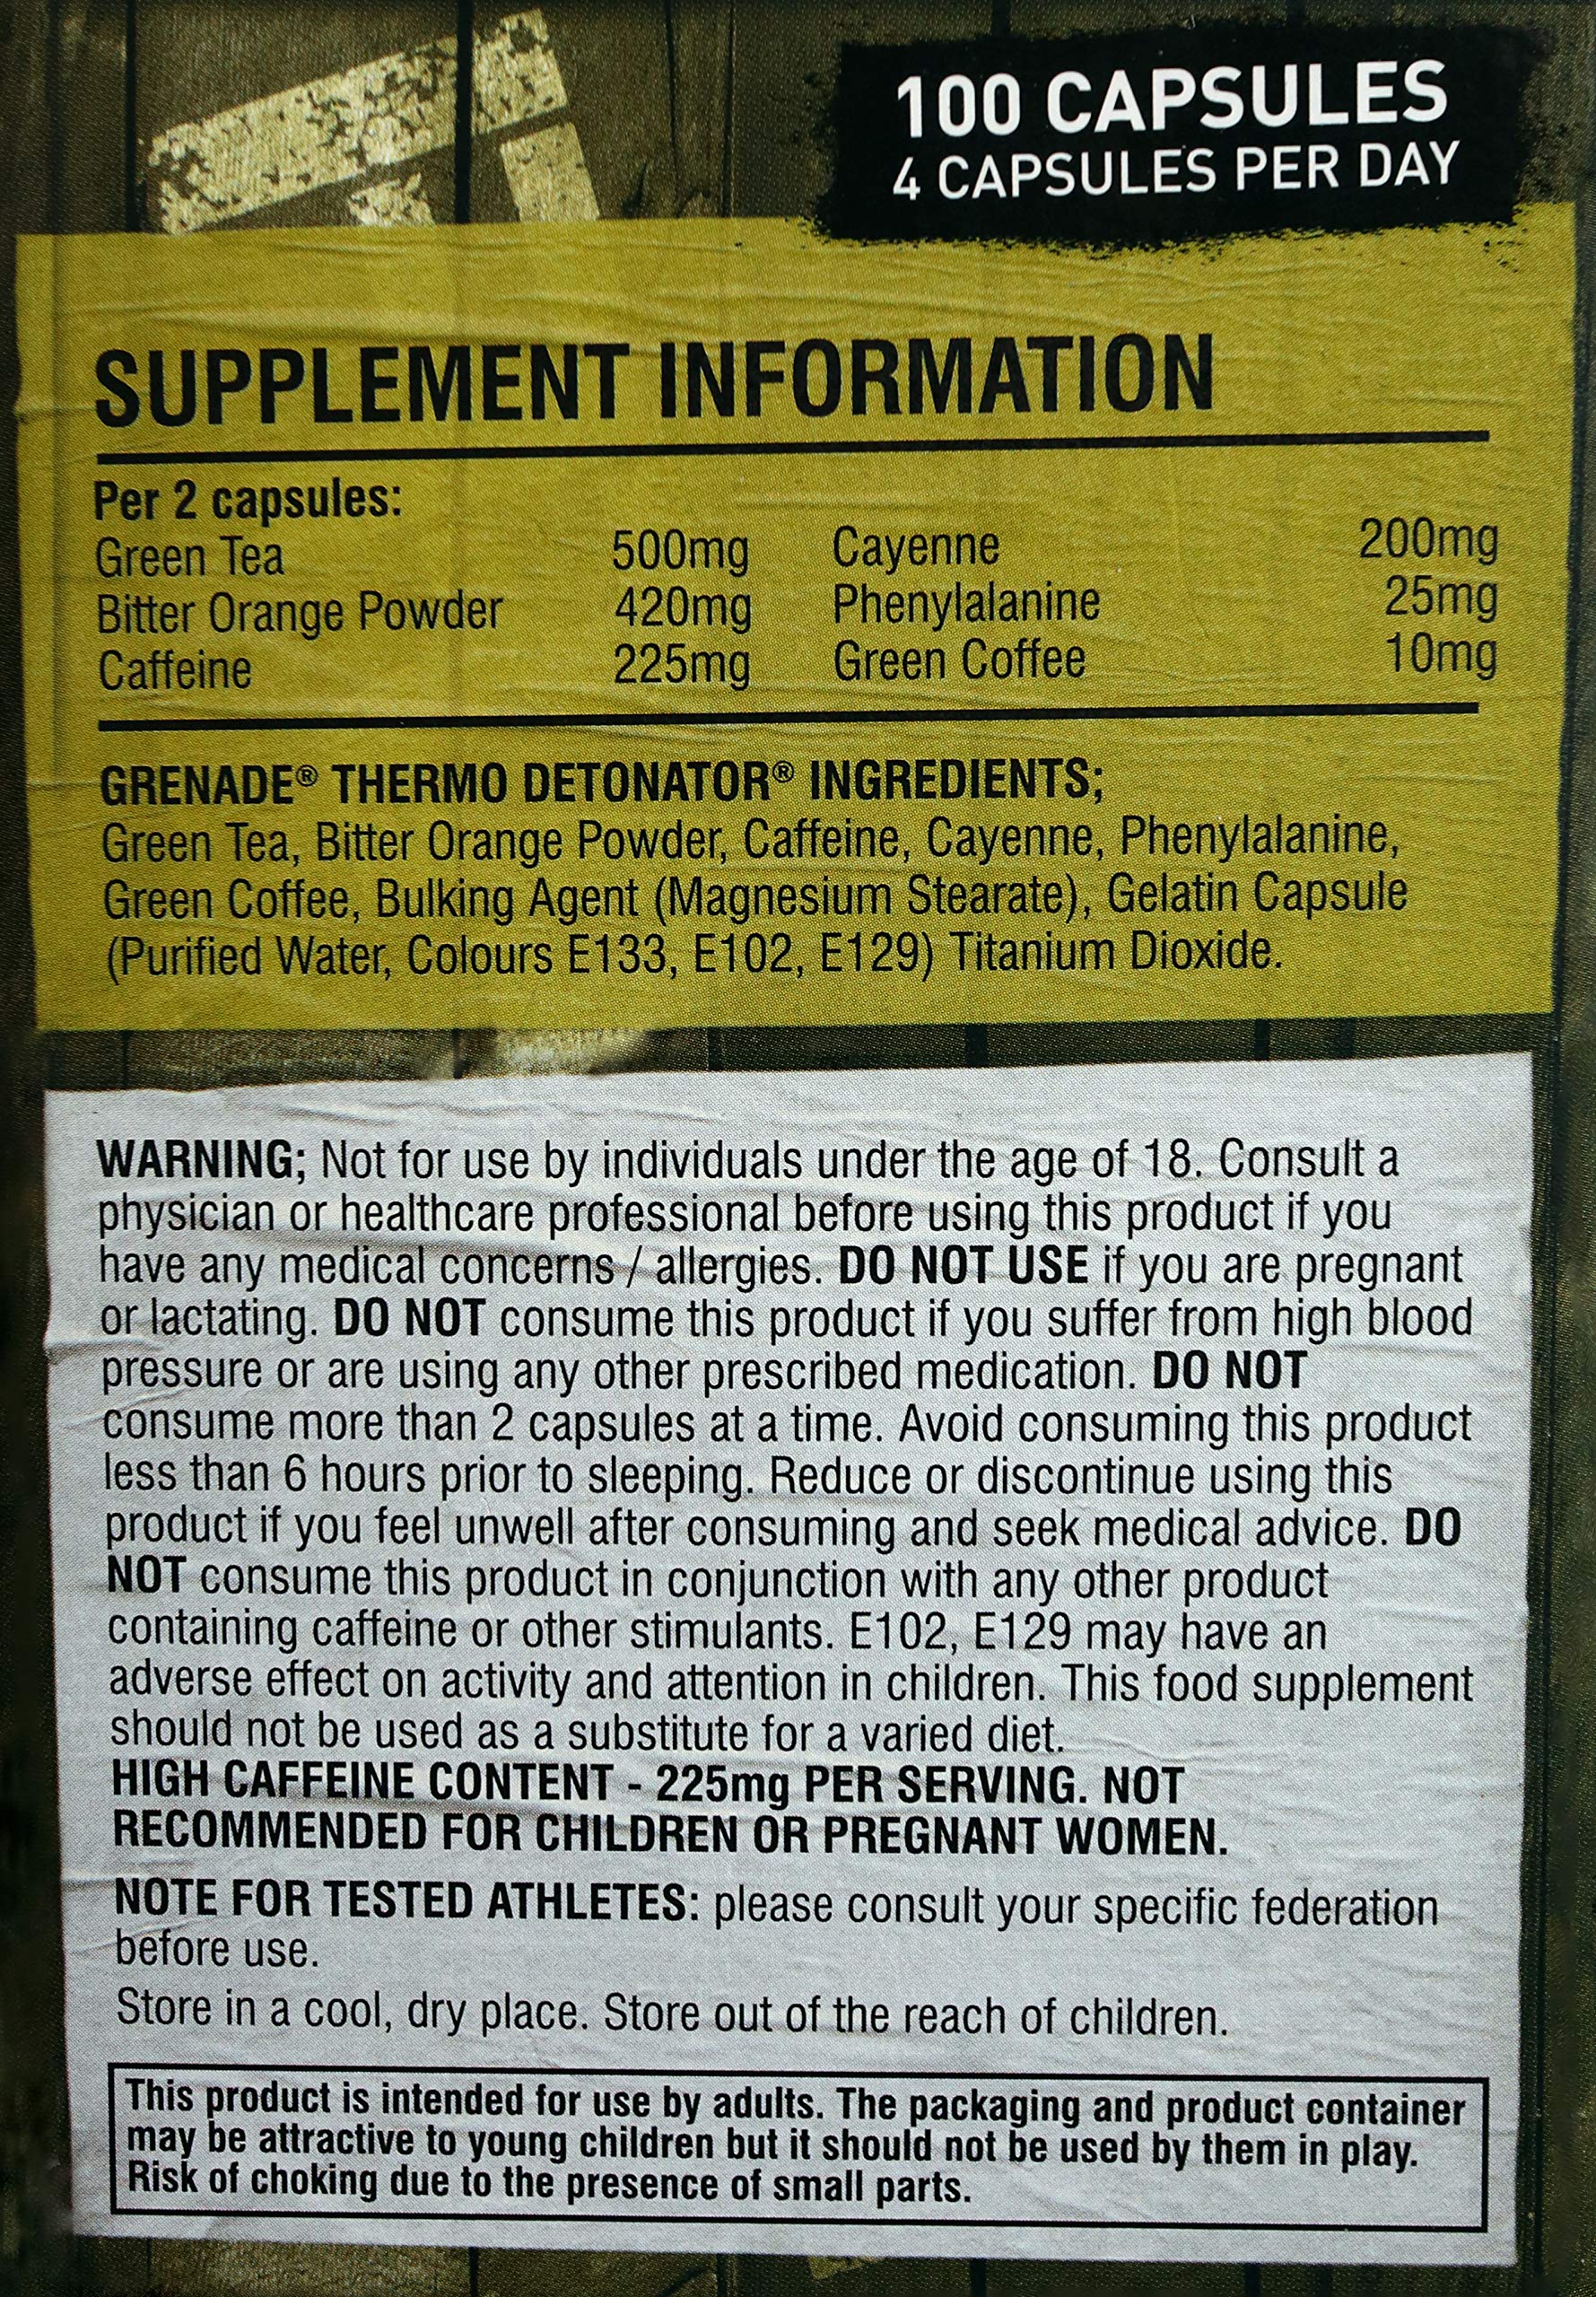 100 CAPSULES
4 CAPSULES PER DAY
SUPPLEMENT INFORMATION
Per 2 capsules:
Green Tea 500mg Cayenne 200mg
Bitter Orange Powder 420mg Phenylalanine 25mg
Caffeine 225mg Green Coffee 10mg
GRENADE® THERMO DETONATOR® INGREDIENTS;
Green Tea, Bitter Orange Powder, Caffeine, Cayenne, Phenylalanine,
Green Coffee, Bulking Agent (Magnesium Stearate), Gelatin Capsule
(Purified Water, Colours E133, E102, E129) Titanium Dioxide.
WARNING; Not for use by individuals under the age of 18. Consult a
physician or healthcare professional before using this product if you
have any medical concerns / allergies. DO NOT USE if you are pregnant
or lactating. DO NOT consume this product if you suffer from high blood
pressure or are using any other prescribed medication. DO NOT
consume more than 2 capsules at a time. Avoid consuming this product
less than 6 hours prior to sleeping. Reduce or discontinue using this
product if you feel unwell after consuming and seek medical advice. DO
NOT consume this product in conjunction with any other product
containing caffeine or other stimulants. E102, E129 may have an
adverse effect on activity and attention in children. This food supplement
should not be used as a substitute for a varied diet.
HIGH CAFFEINE CONTENT - 225mg PER SERVING. NOT
RECOMMENDED FOR CHILDREN OR PREGNANT WOMEN.
NOTE FOR TESTED ATHLETES: please consult your specific federation
before use.
Store in a cool, dry place. Store out of the reach of children.
This product is intended for use by adults. The packaging and product container
may be attractive to young children but it should not be used by them in play.
Risk of choking due to the presence of small parts.